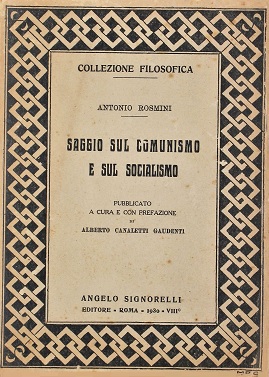 COLLEZIONE FILOSOFICA
ANTONIO ROSMINI
SAGGIO SUL COMUNISMO
E SUL SOCIALISMO
PUBBLICATO
A CURA E CON PREFAZIONE
DI
ALBERTO CANALETTI GAUDENTI
ANGELO SIGNORELLI
EDITORE • ROMA • 1930 • VIIIº